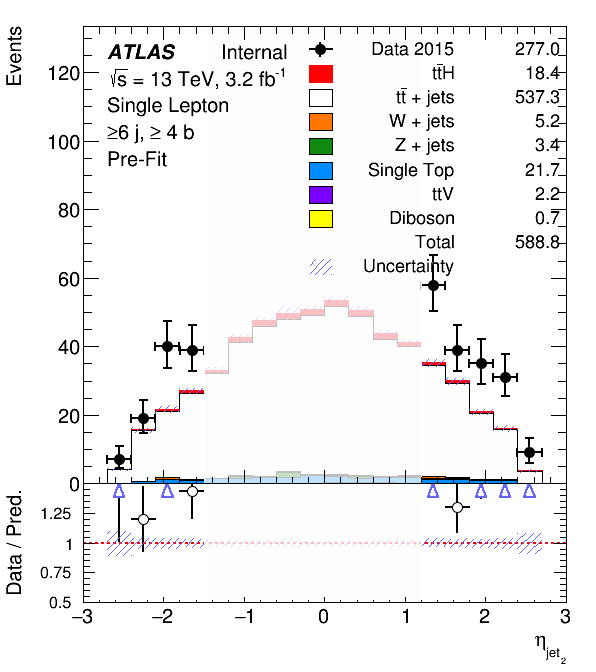 Events
ATLAS Internal
√s = 13 TeV, 3.2 fb-1
Single Lepton
≥6 j, ≥ 4 b
Pre-Fit
Data 2015 277.0
tt̄H 18.4
tt̄ + jets 537.3
W + jets 5.2
Z + jets 3.4
Single Top 21.7
ttV 2.2
Diboson 0.7
Total 588.8
Uncertainty
120
100
80
60
40
20
0
Data / Pred.
1.25
1
0.75
0.5
−3 −2 −1 0 1 2 3
η jet 2